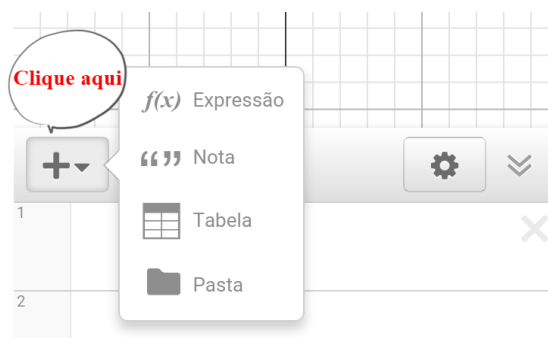 Clique aqui
f(x) Expressão
“ ” Nota
Tabela
Pasta
1
2